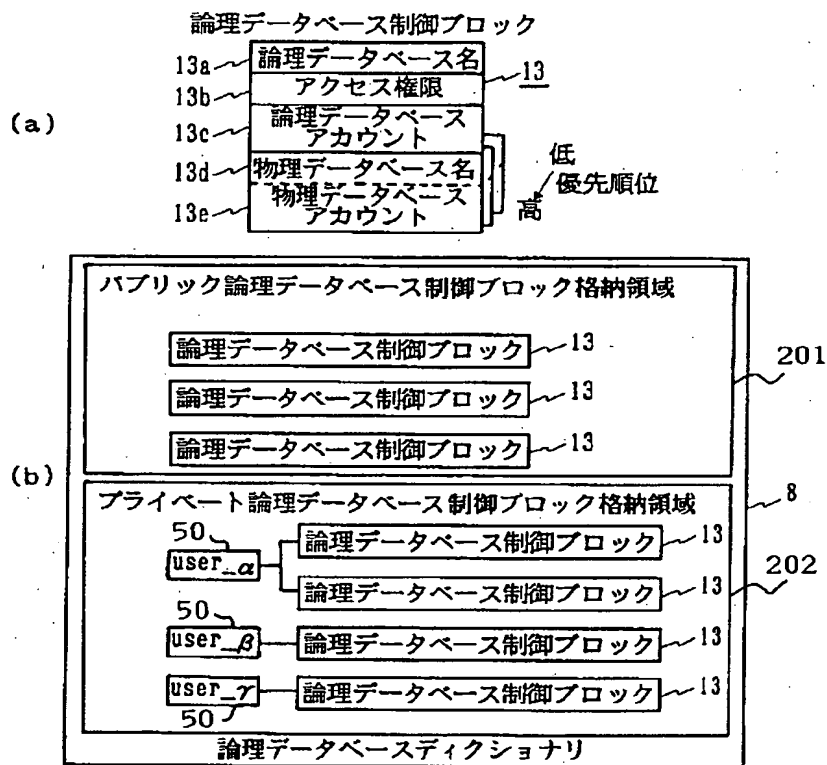 論理データベース制御ブロック
(a)
13a 論理データベース名
13b アクセス権限 13
13c 論理データベース
アカウント
13d 物理データベース名
13e 物理データベース
アカウント
低
優先順位
高
(b)
パブリック論理データベース制御ブロック格納領域
論理データベース制御ブロック 13
論理データベース制御ブロック 13
論理データベース制御ブロック 13
201
プライベート論理データベース制御ブロック格納領域
8
50
user_α
論理データベース制御ブロック 13
論理データベース制御ブロック 13
202
50
user_β 論理データベース制御ブロック 13
user_γ 論理データベース制御ブロック 13
50
論理データベースディクショナリ